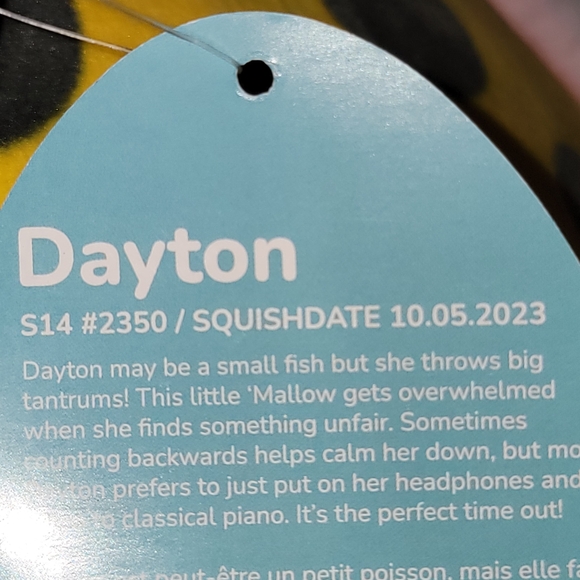 Dayton
S14 #2350 / SQUISHDATE 10.05.2023
Dayton may be a small fish but she throws big
tantrums! This little ‘Mallow gets overwhelmed
when she finds something unfair. Sometimes
counting backwards helps calm her down, but mo
prefers to just put on her headphones and
to classical piano. It’s the perfect time out!
peut-être un petit poisson, mais elle fa